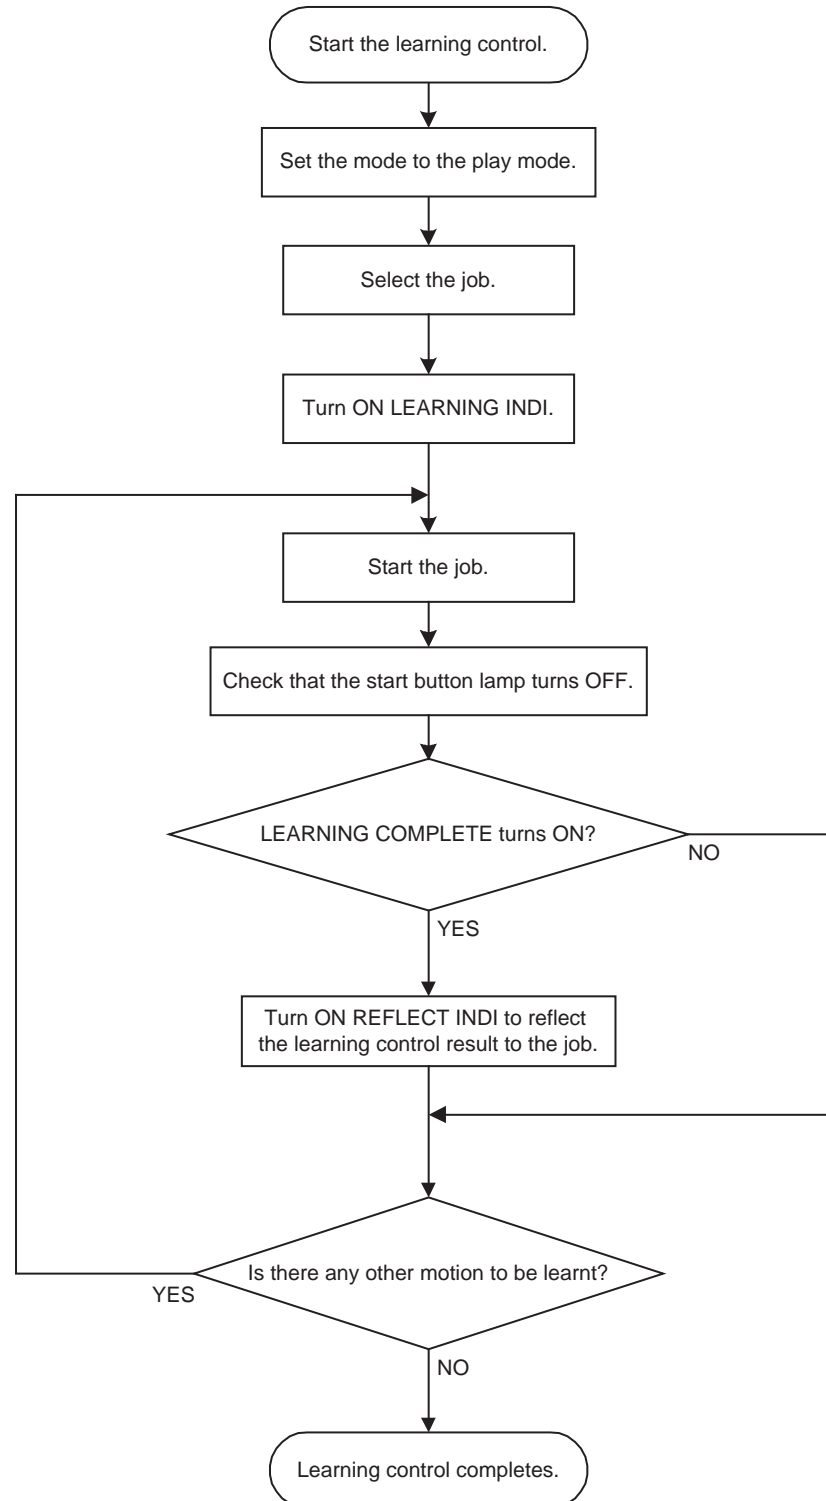 Start the learning control.
Set the mode to the play mode.
Select the job.
Turn ON LEARNING INDI.
Start the job.
Check that the start button lamp turns OFF.
LEARNING COMPLETE turns ON?
NO
YES
Turn ON REFLECT INDI to reflect
the learning control result to the job.
Is there any other motion to be learnt?
YES
NO
Learning control completes.